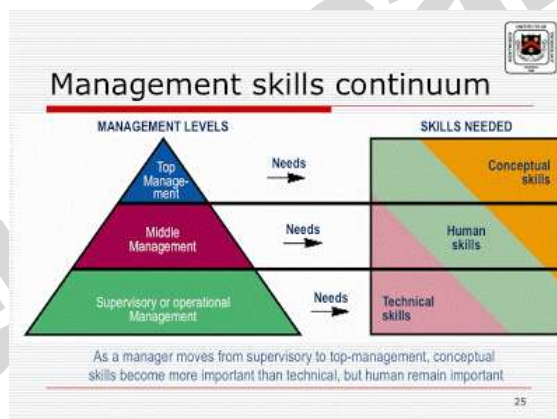 Management skills continuum
MANAGEMENT LEVELS
SKILLS NEEDED
Top
Manage-
ment
Needs
Conceptual
skills
Middle
Management
Needs
Human
skills
Supervisory or operational
Management
Needs
Technical
skills
As a manager moves from supervisory to top-management, conceptual
skills become more important than technical, but human remain important
25